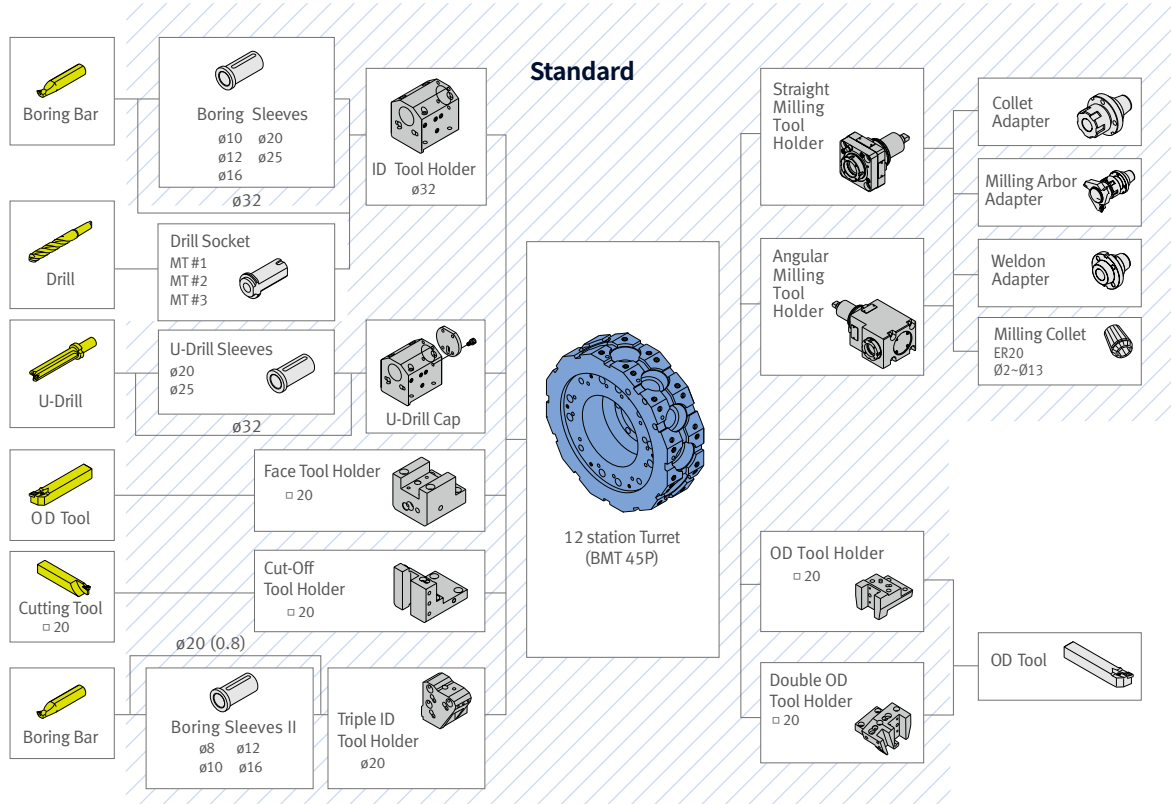 Standard
Boring Bar
Boring Sleeves
ø10 ø20
ø12 ø25
ø16
ø32
ID Tool Holder
ø32
Drill
Drill Socket
MT #1
MT #2
MT #3
U-Drill
U-Drill Sleeves
ø20
ø25
ø32
U-Drill Cap
OD Tool
Face Tool Holder
□ 20
Cutting Tool
□ 20
Cut-Off
Tool Holder
□ 20
Boring Bar
ø20 (0.8)
Boring Sleeves II
ø8 ø12
ø10 ø16
Triple ID
Tool Holder
ø20
12 station Turret
(BMT 45P)
Straight
Milling
Tool
Holder
Angular
Milling
Tool
Holder
Collet
Adapter
Milling Arbor
Adapter
Weldon
Adapter
Milling Collet
ER20
Ø2~Ø13
OD Tool Holder
□ 20
Double OD
Tool Holder
□ 20
OD Tool